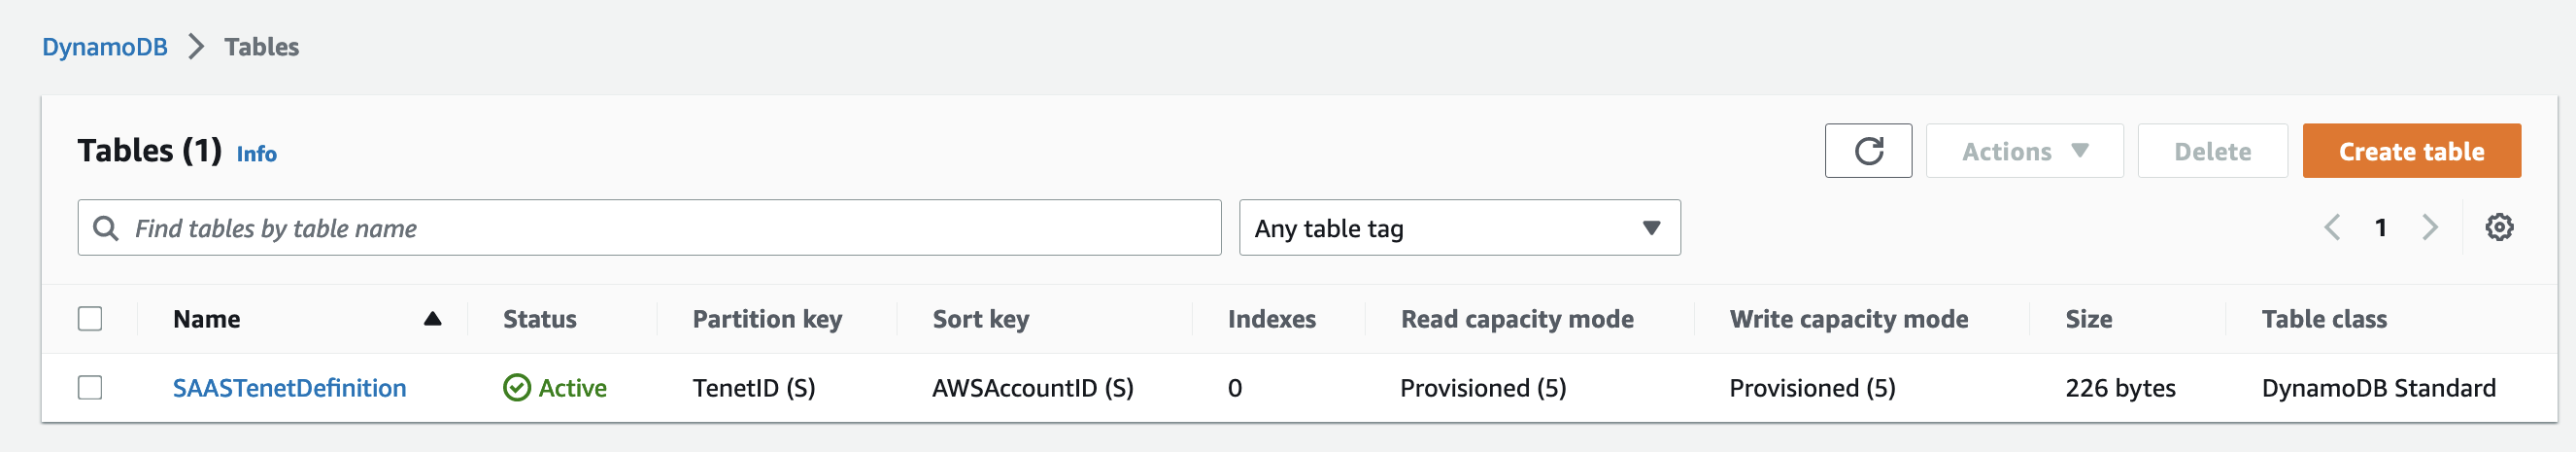 DynamoDB > Tables
Tables (1) Info
Actions
Delete
Create table
Find tables by table name
Any table tag
1
Name Status Partition key Sort key Indexes Read capacity mode Write capacity mode Size Table class
SAASTenetDefinition Active TenetID (S) AWSAccountID (S) 0 Provisioned (5) Provisioned (5) 226 bytes DynamoDB Standard